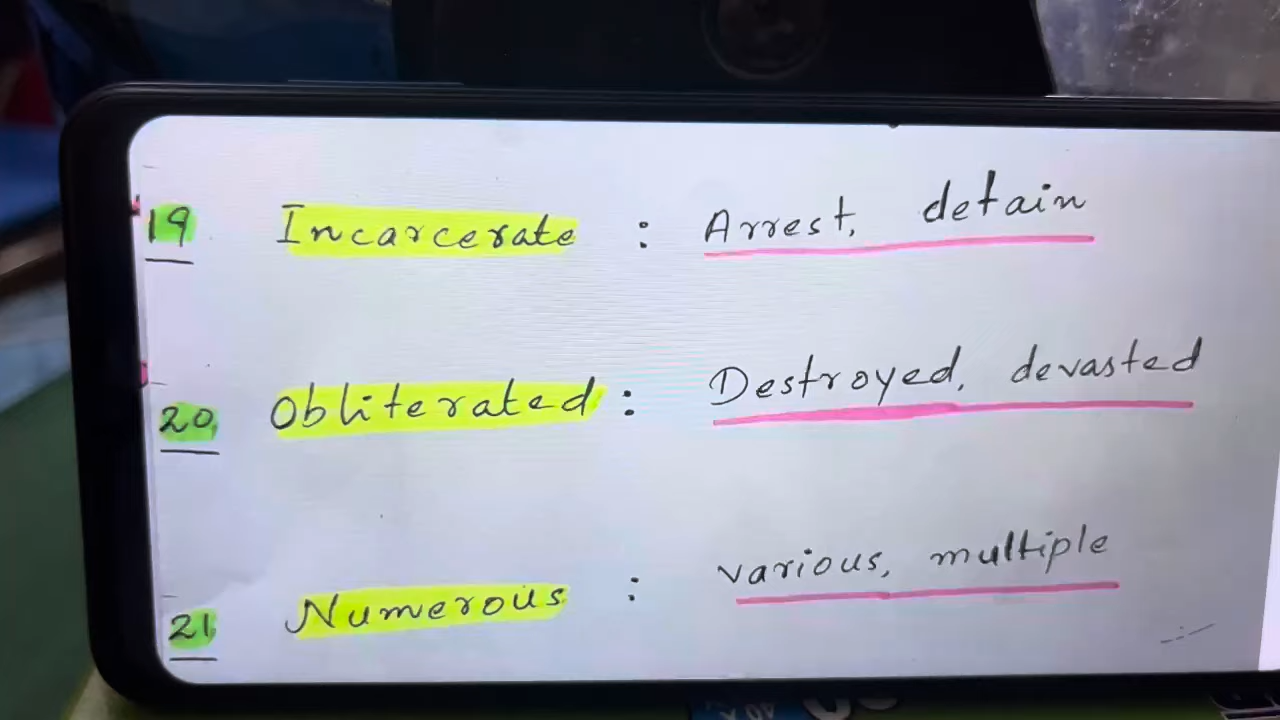 19 Incarcerate : Arrest, detain
20, Obliterated : Destroyed, devasted
21, Numerous : various, multiple